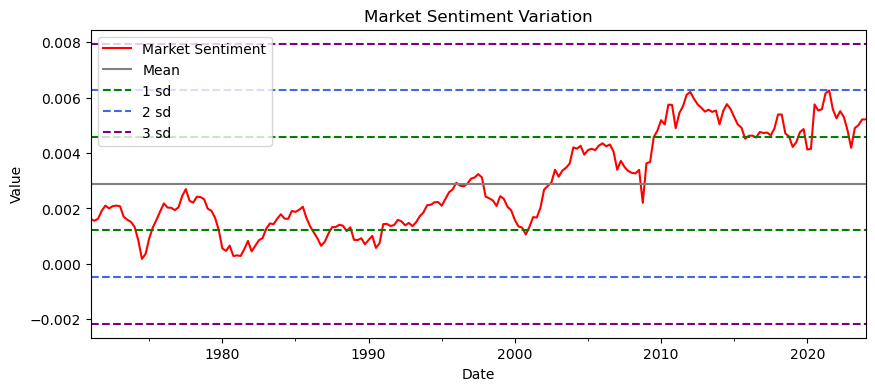 Market Sentiment Variation
Value
0.008
0.006
0.004
0.002
0.000
−0.002
Market Sentiment
Mean
1 sd
2 sd
3 sd
1980
1990
2000
2010
2020
Date